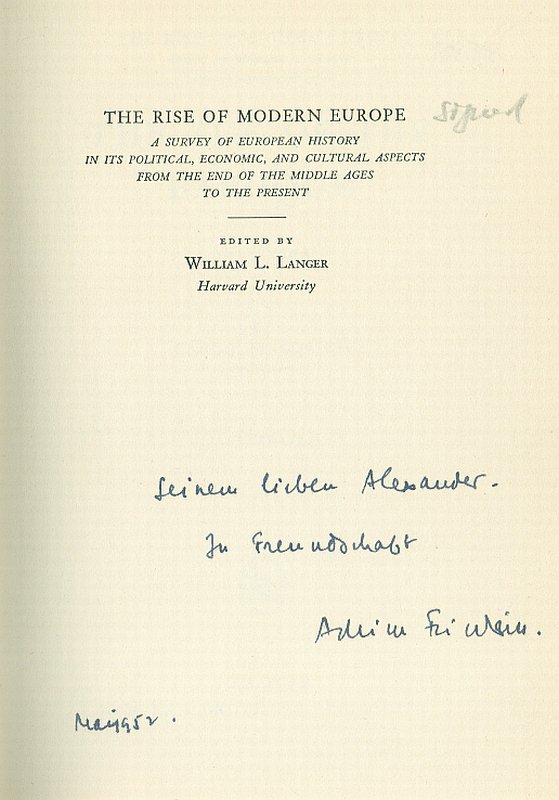 THE RISE OF MODERN EUROPE
signed
A SURVEY OF EUROPEAN HISTORY
IN ITS POLITICAL, ECONOMIC, AND CULTURAL ASPECTS
FROM THE END OF THE MIDDLE AGES
TO THE PRESENT
EDITED BY
WILLIAM L. LANGER
Harvard University
Seinem lieben Alexander.
In Freundschaft
Mai 1952.